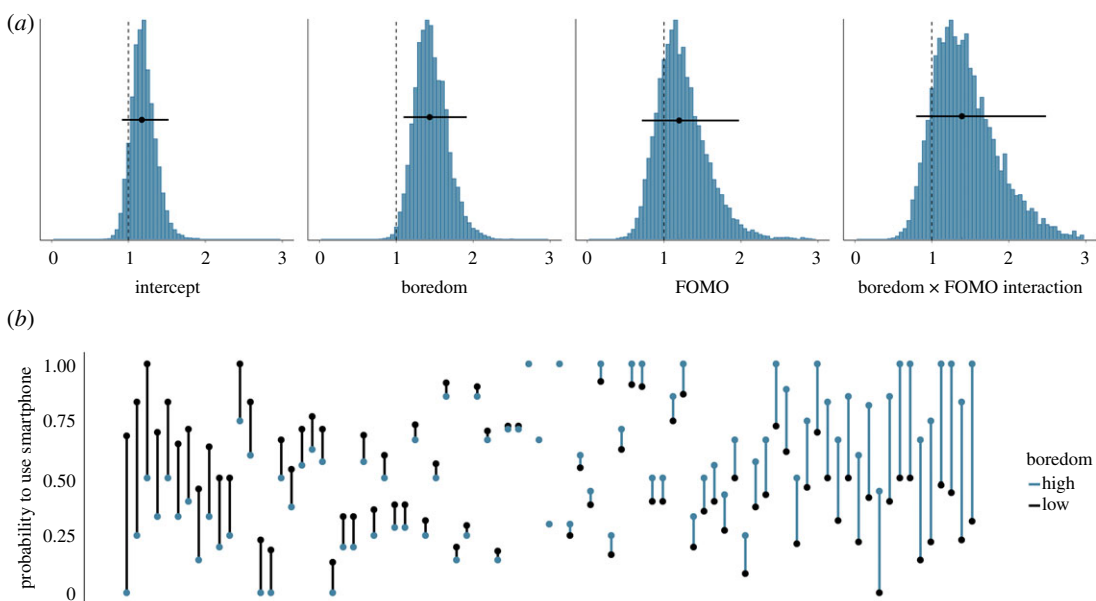 (a)
0 1 2 3 0 1 2 3 0 1 2 3 0 1 2 3
intercept boredom FOMO boredom × FOMO interaction
(b)
probability to use smartphone
1.00
0.75
0.50
0.25
0
boredom
high
low